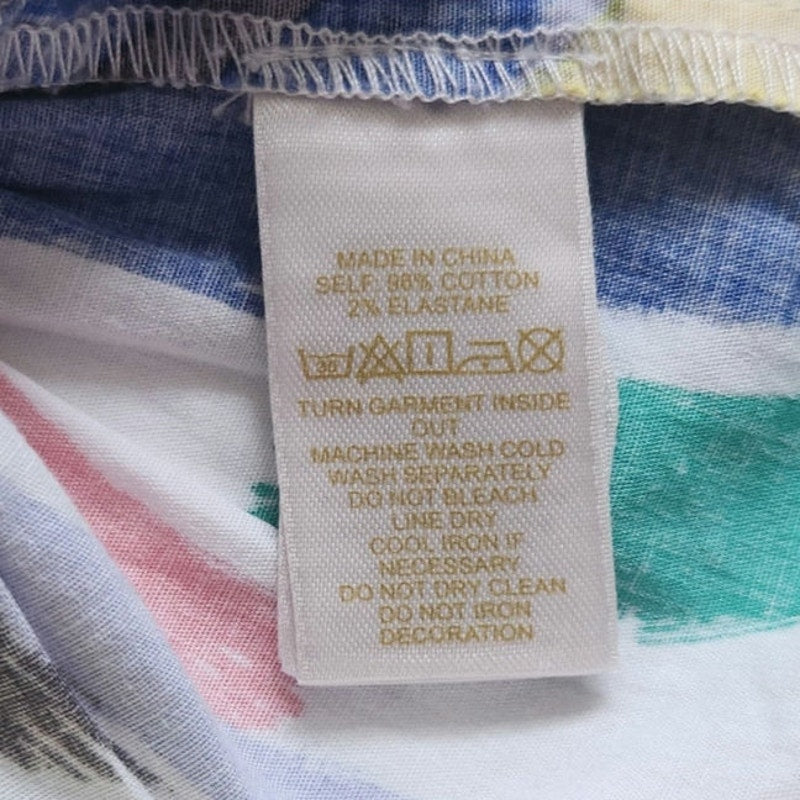 MADE IN CHINA
SELF: 98% COTTON
2% ELASTANE
30
TURN GARMENT INSIDE
OUT
MACHINE WASH COLD
WASH SEPARATELY
DO NOT BLEACH
LINE DRY
COOL IRON IF
NECESSARY
DO NOT DRY CLEAN
DO NOT IRON
DECORATION